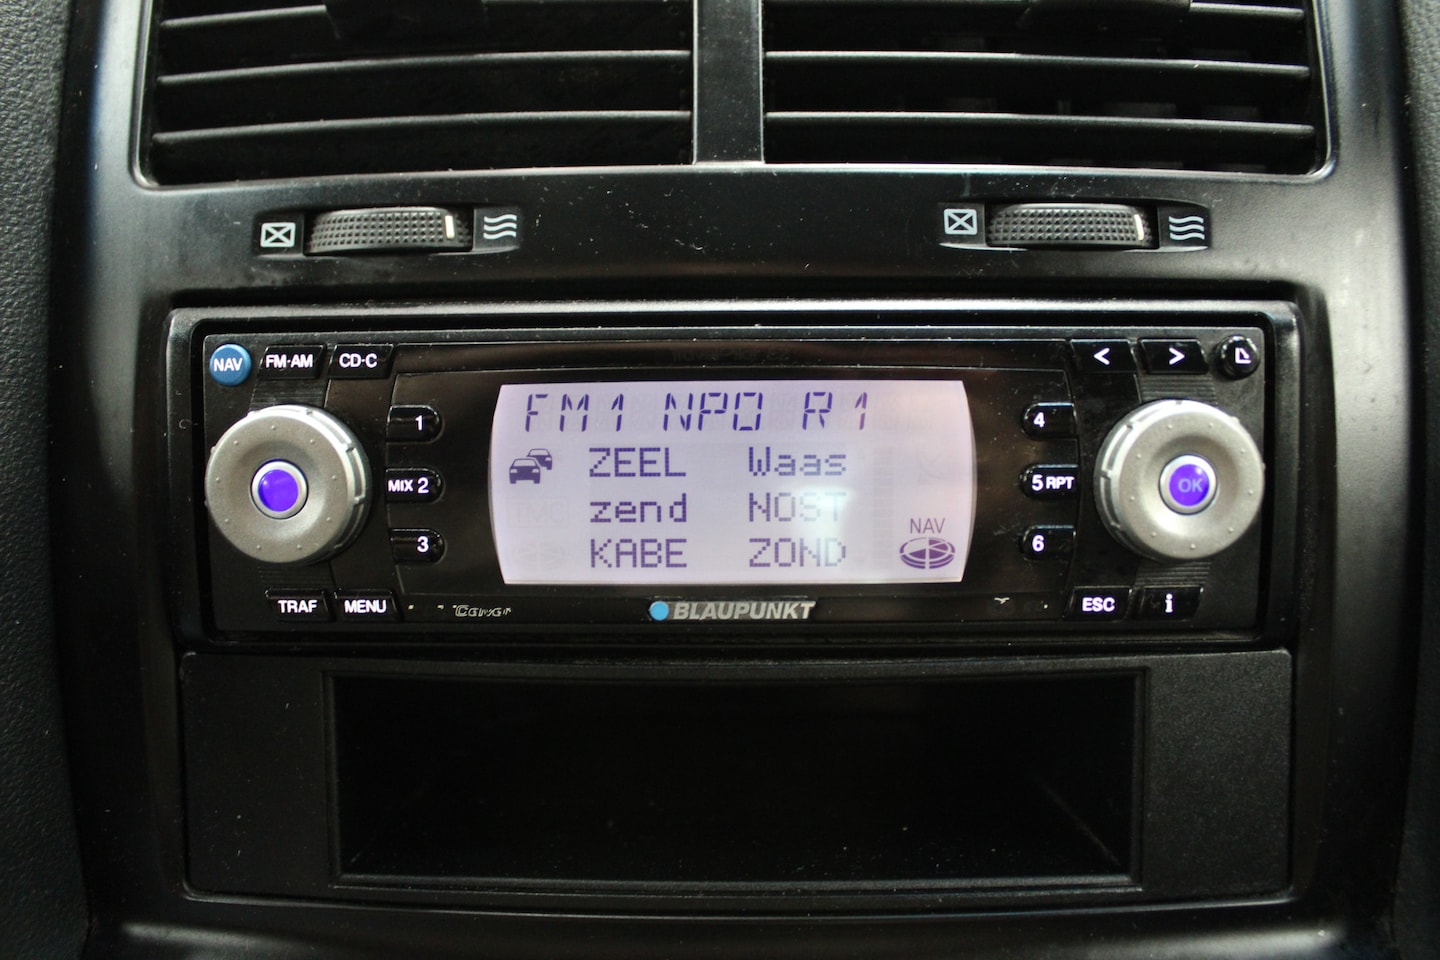 NAV FM·AM CD-C < >
FM1 NPO R1
1 ZEEL Waas 4
MIX 2 zend NOST 5 RPT OK
3 KABE ZOND NAV 6
TRAF MENU BLAUPUNKT ESC i